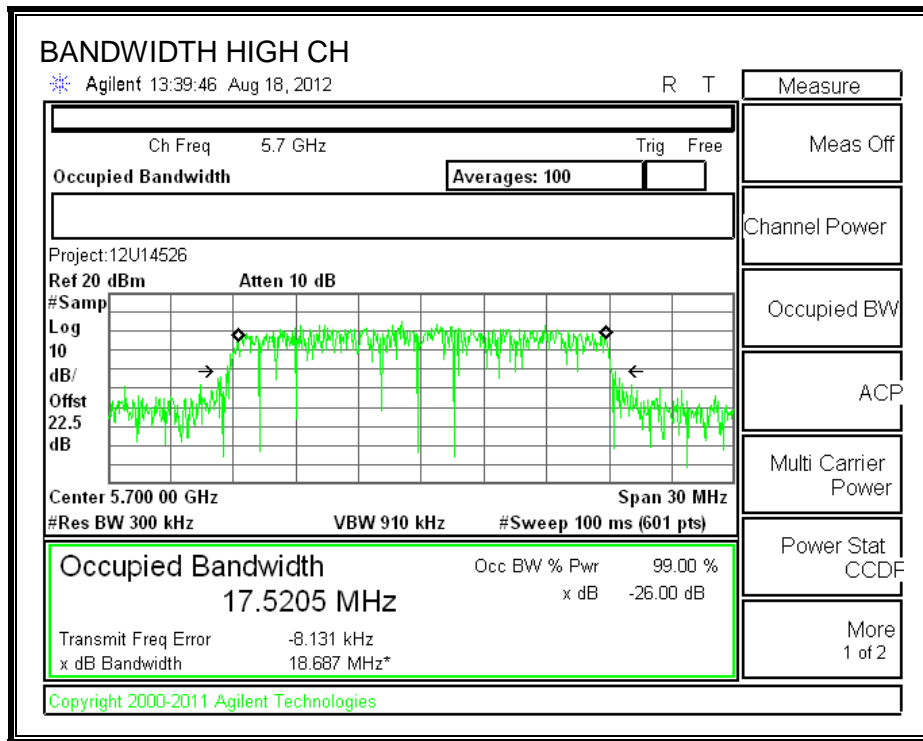 BANDWIDTH HIGH CH
Agilent 13:39:46 Aug 18, 2012 R T
Ch Freq 5.7 GHz Trig Free
Occupied Bandwidth Averages: 100
Project:12U14526
Ref 20 dBm Atten 10 dB
#Samp
Log
10
dB/
Offst
22.5
dB
Center 5.700 00 GHz Span 30 MHz
#Res BW 300 kHz VBW 910 kHz #Sweep 100 ms (601 pts)
Occupied Bandwidth Occ BW % Pwr 99.00 %
17.5205 MHz x dB -26.00 dB
Transmit Freq Error -8.131 kHz
x dB Bandwidth 18.687 MHz*
Copyright 2000-2011 Agilent Technologies
Measure
Meas Off
Channel Power
Occupied BW
ACP
Multi Carrier
Power
Power Stat
CCDF
More
1 of 2